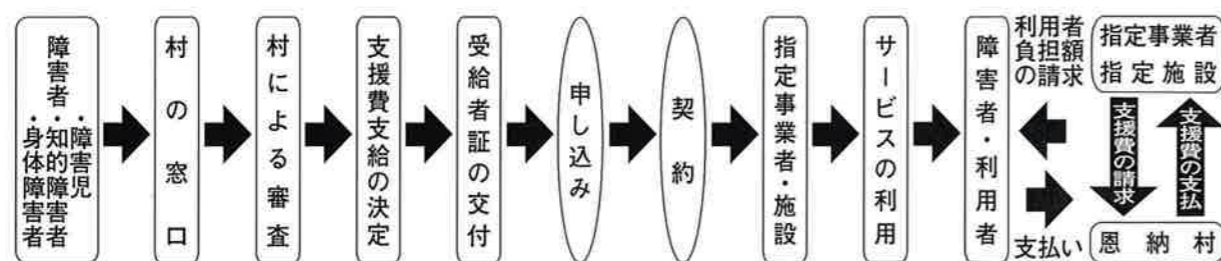 障害者
・身体障害者
・知的障害者
・障害児
村の窓口
村による審査
支援費支給の決定
受給者証の交付
申し込み
契約
指定事業者・施設
サービスの利用
障害者・利用者
利用者
負担額
の請求
支払い
指定事業者
指定施設
支援費の請求
支援費の支払
恩納村